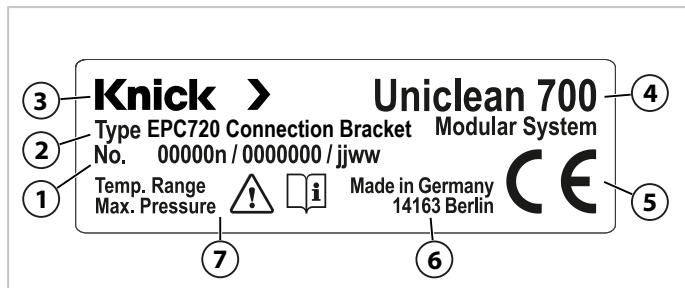 Knick >
Uniclean 700
Type EPC720 Connection Bracket
Modular System
No. 00000n / 0000000 / jjww
Temp. Range
Max. Pressure
i
Made in Germany
14163 Berlin
CE
3
2
1
4
5
7
6